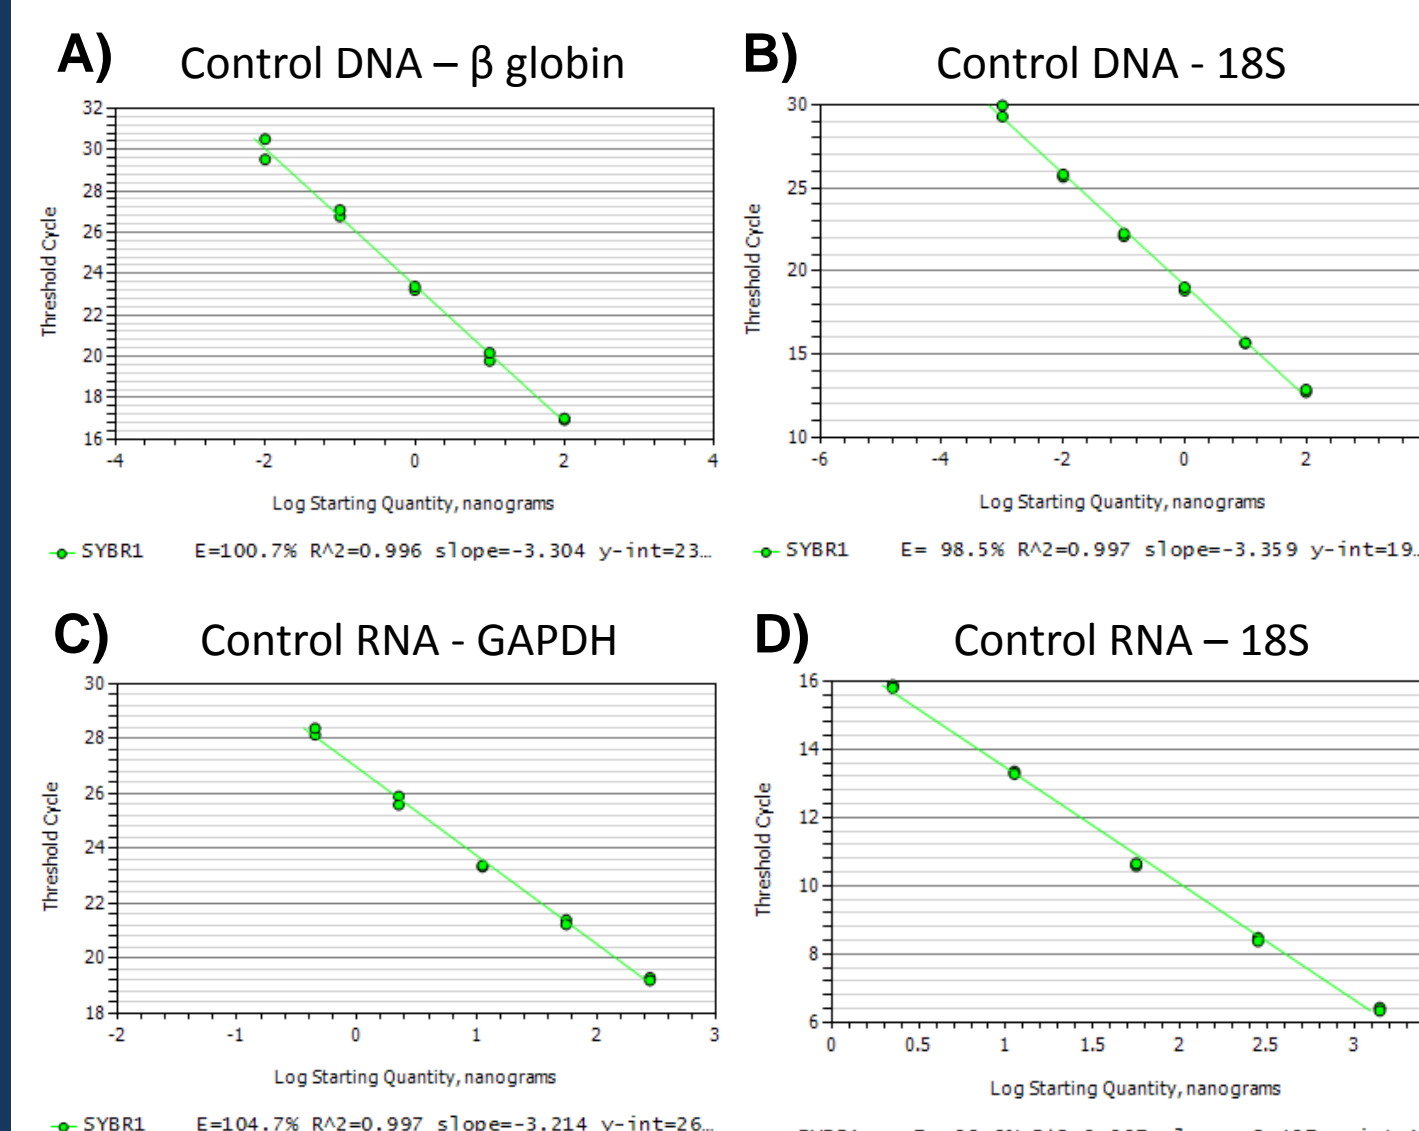 A) Control DNA – β globin
32
30
28
26
24
22
20
18
16
-4 -2 0 2 4
Threshold Cycle
Log Starting Quantity, nanograms
SYBR1 E=100.7% R^2=0.996 slope=-3.304 y-int=23...
B) Control DNA - 18S
30
25
20
15
10
-6 -4 -2 0 2
Threshold Cycle
Log Starting Quantity, nanograms
SYBR1 E= 98.5% R^2=0.997 slope=-3.359 y-int=19.
C) Control RNA - GAPDH
30
28
26
24
22
20
18
-2 -1 0 1 2 3
Threshold Cycle
Log Starting Quantity, nanograms
SYBR1 E=104.7% R^2=0.997 slope=-3.214 y-int=26...
D) Control RNA – 18S
16
14
12
10
8
6
0 0.5 1 1.5 2 2.5 3
Threshold Cycle
Log Starting Quantity, nanograms